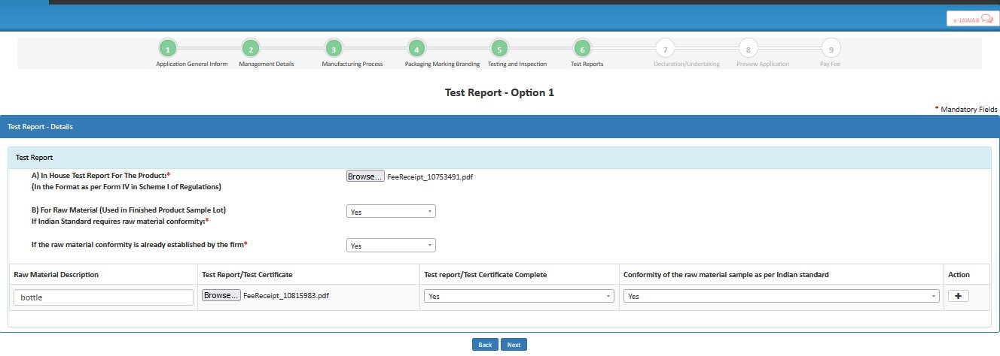 e-JAWAB
1 2 3 4 5 6 7 8 9
Application General Inform Management Details Manufacturing Process Packaging Marking Branding Testing and Inspection Test Reports Declaration/Undertaking Preview Application Pay Fee
Test Report - Option 1
* Mandatory Fields
Test Report - Details
Test Report
A) In House Test Report For The Product:* Browse... FeeReceipt_10753491.pdf
(In the Format as per Form IV in Scheme I of Regulations)
B) For Raw Material (Used in Finished Product Sample Lot) Yes
If Indian Standard requires raw material conformity:*
If the raw material conformity is already established by the firm* Yes
Raw Material Description Test Report/Test Certificate Test report/Test Certificate Complete Conformity of the raw material sample as per Indian standard Action
bottle Browse... FeeReceipt_10815983.pdf Yes Yes +
Back Next